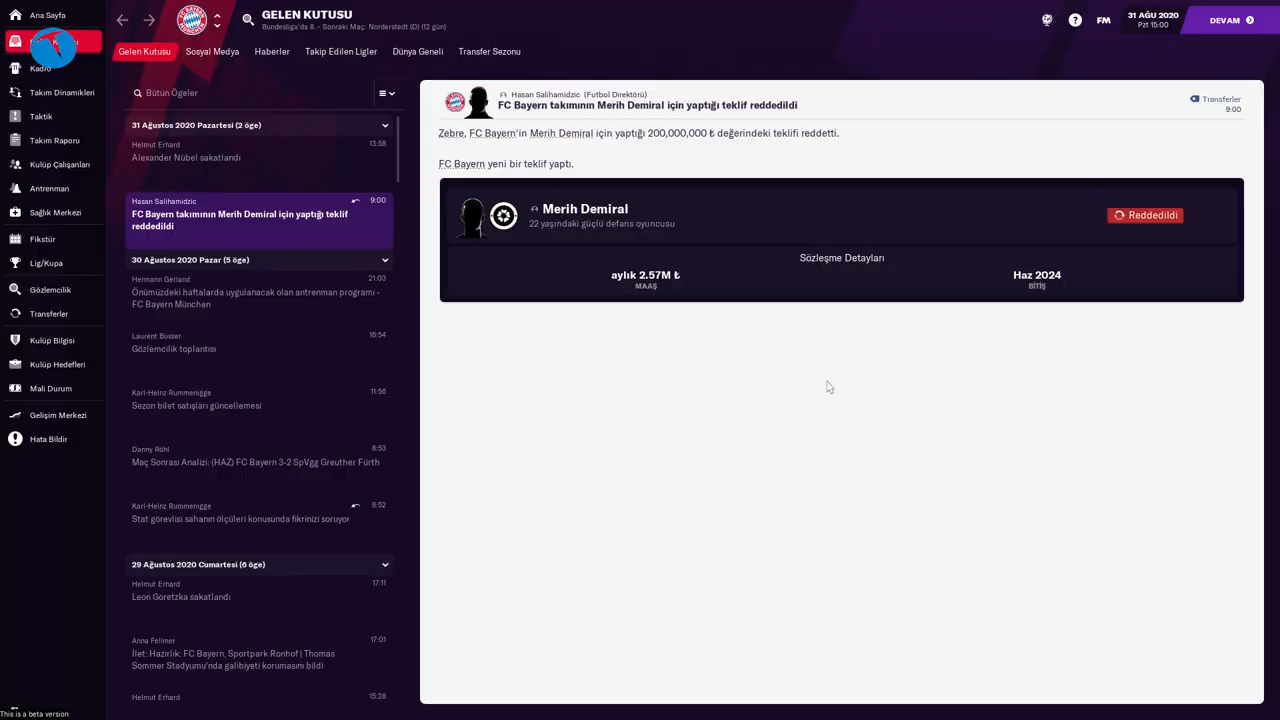 Ana Sayfa
Kadro
Takım Dinamikleri
Taktik
Takım Raporu
Kulüp Çalışanları
Antrenman
Sağlık Merkezi
Fikstür
Lig/Kupa
Gözlemcilik
Transferler
Kulüp Bilgisi
Kulüp Hedefleri
Mali Durum
Gelişim Merkezi
Hata Bildir
This is a beta version
GELEN KUTUSU
Bundesliga'da 8. - Sonraki Maç: Norderstedt (D) (12 gün)
FM
31 AĞU 2020
Pzt 15:00
DEVAM
Gelen Kutusu Sosyal Medya Haberler Takip Edilen Ligler Dünya Geneli Transfer Sezonu
Bütün Ögeler
31 Ağustos 2020 Pazartesi (2 öge)
Helmut Erhard 13:58
Alexander Nübel sakatlandı
Hasan Salihamidzic 9:00
FC Bayern takımının Merih Demiral için yaptığı teklif
reddedildi
30 Ağustos 2020 Pazar (5 öge)
Hermann Gerland 21:03
Önümüzdeki haftalarda uygulanacak olan antrenman programı -
FC Bayern München
Laurent Busser 16:54
Gözlemcilik toplantısı
Karl-Heinz Rummenigge 11:56
Sezon bilet satışları güncellemesi
Danny Röhl 8:53
Maç Sonrası Analizi: (HAZ) FC Bayern 3-2 SpVgg Greuther Fürth
Karl-Heinz Rummenigge 8:52
Stat görevlisi sahanın ölçüleri konusunda fikrinizi soruyor
29 Ağustos 2020 Cumartesi (6 öge)
Helmut Erhard 17:11
Leon Goretzka sakatlandı
Anna Fellmer 17:01
İlet: Hazırlık: FC Bayern, Sportpark Ronhof | Thomas
Sommer Stadyumu'nda galibiyeti korumasını bildi
Helmut Erhard 15:28
Hasan Salihamidzic (Futbol Direktörü)
FC Bayern takımının Merih Demiral için yaptığı teklif reddedildi
Transferler
9:00
Zebre, FC Bayern'in Merih Demiral için yaptığı 200,000,000 ₺ değerindeki teklifi reddetti.
FC Bayern yeni bir teklif yaptı.
Merih Demiral
22 yaşındaki güçlü defans oyuncusu
Reddedildi
Sözleşme Detayları
aylık 2.57M ₺
MAAŞ
Haz 2024
BİTİŞ